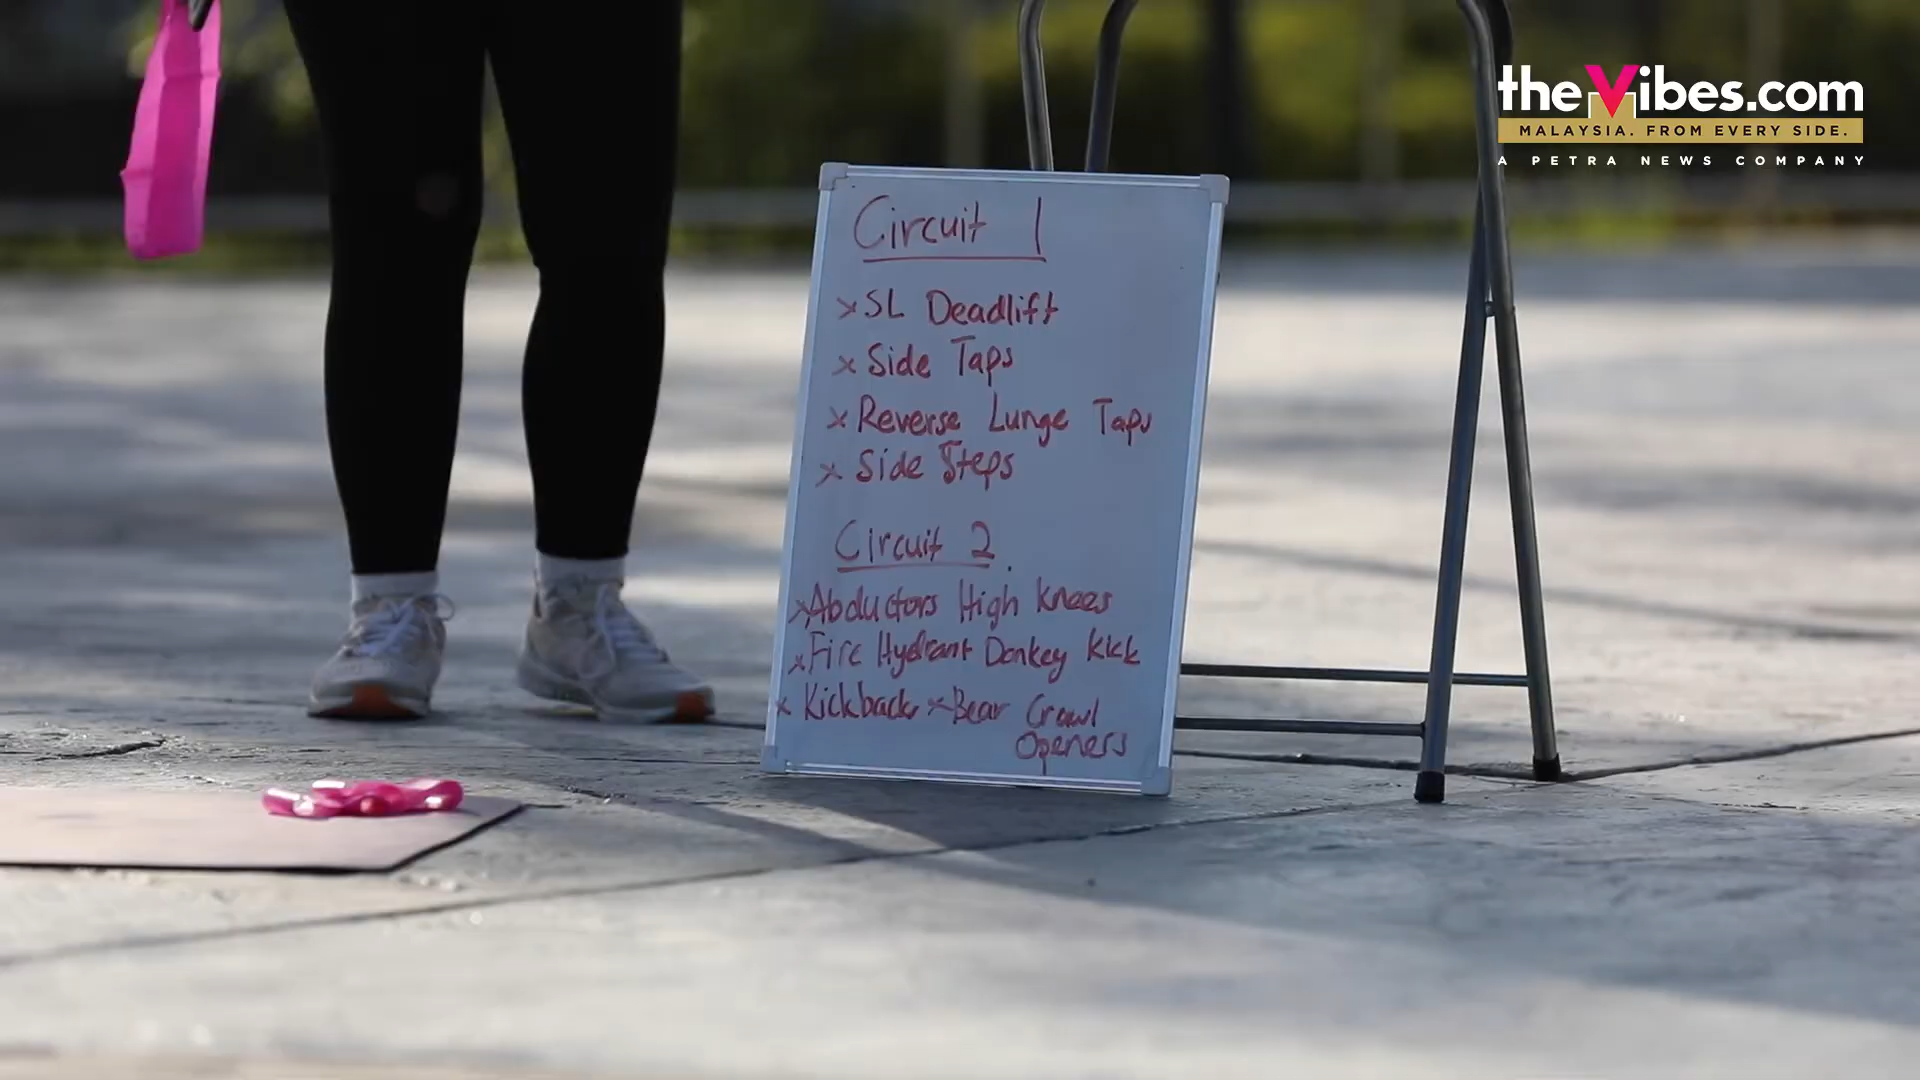 theVibes.com
MALAYSIA. FROM EVERY SIDE.
A PETRA NEWS COMPANY
Circuit 1
x SL Deadlift
x Side Taps
x Reverse Lunge Taps
x Side Steps
Circuit 2
x Abductors High Knees
x Fire Hydrant Donkey Kick
x Kickback x Bear Crawl
Openers